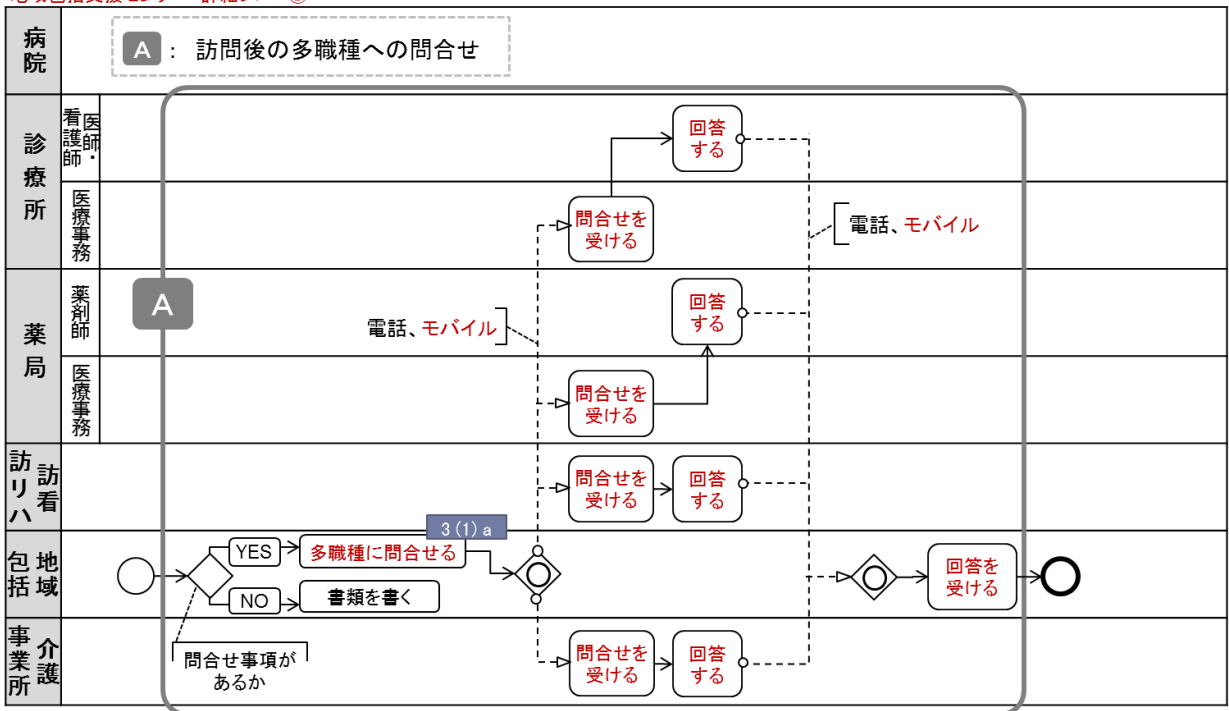 病院
A : 訪問後の多職種への問合せ
診療所
医師・看護師
回答
する
医療事務
問合せを
受ける
電話、モバイル
薬局
薬剤師
A
電話、モバイル
回答
する
医療事務
問合せを
受ける
訪看
訪リハ
問合せを
受ける
回答
する
地域
包括
YES
3(1)a
多職種に問合せる
NO
書類を書く
回答を
受ける
介護
事業所
問合せ事項が
あるか
問合せを
受ける
回答
する